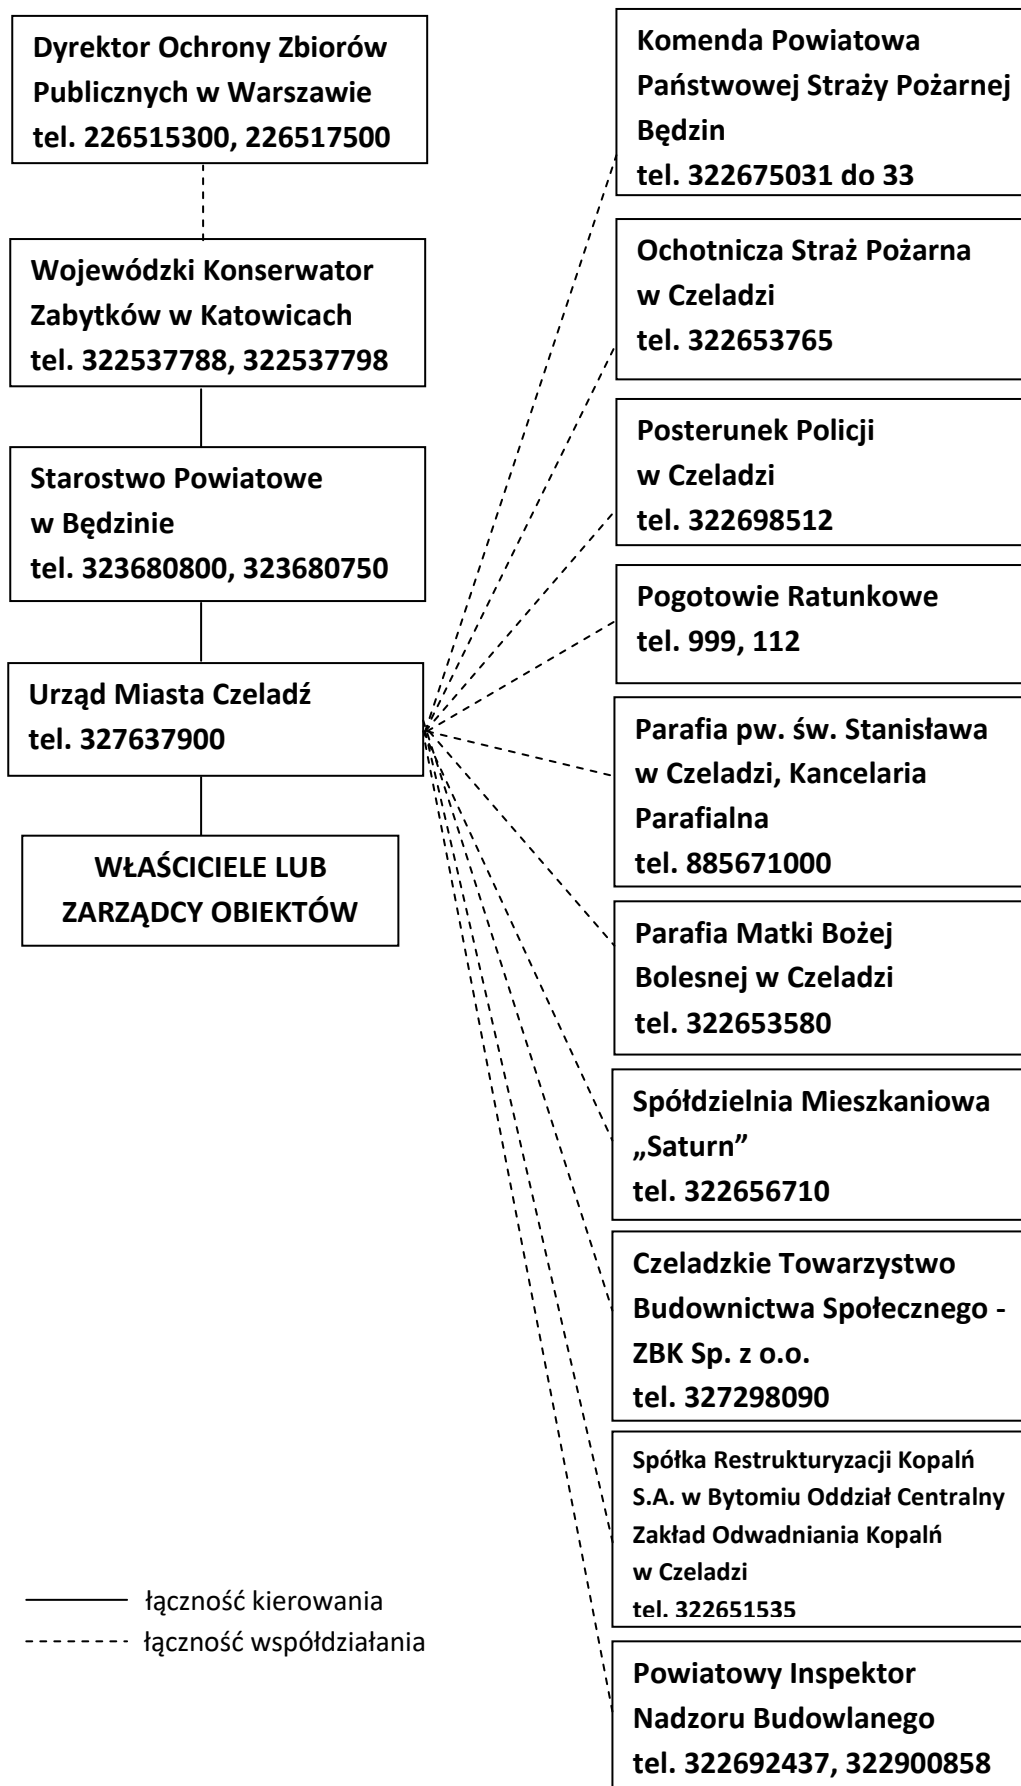 Dyrektor Ochrony Zbiorów
Publicznych w Warszawie
tel. 226515300, 226517500
Wojewódzki Konserwator
Zabytków w Katowicach
tel. 322537788, 322537798
Starostwo Powiatowe
w Będzinie
tel. 323680800, 323680750
Urząd Miasta Czeladź
tel. 327637900
WŁAŚCICIELE LUB
ZARZĄDCY OBIEKTÓW
Komenda Powiatowa
Państwowej Straży Pożarnej
Będzin
tel. 322675031 do 33
Ochotnicza Straż Pożarna
w Czeladzi
tel. 322653765
Posterunek Policji
w Czeladzi
tel. 322698512
Pogotowie Ratunkowe
tel. 999, 112
Parafia pw. św. Stanisława
w Czeladzi, Kancelaria
Parafialna
tel. 885671000
Parafia Matki Bożej
Bolesnej w Czeladzi
tel. 322653580
Spółdzielnia Mieszkaniowa
„Saturn”
tel. 322656710
Czeladzkie Towarzystwo
Budownictwa Społecznego -
ZBK Sp. z o.o.
tel. 327298090
Spółka Restrukturyzacji Kopalń
S.A. w Bytomiu Oddział Centralny
Zakład Odwadniania Kopalń
w Czeladzi
tel. 322651535
Powiatowy Inspektor
Nadzoru Budowlanego
tel. 322692437, 322900858
łączność kierowania
łączność współdziałania